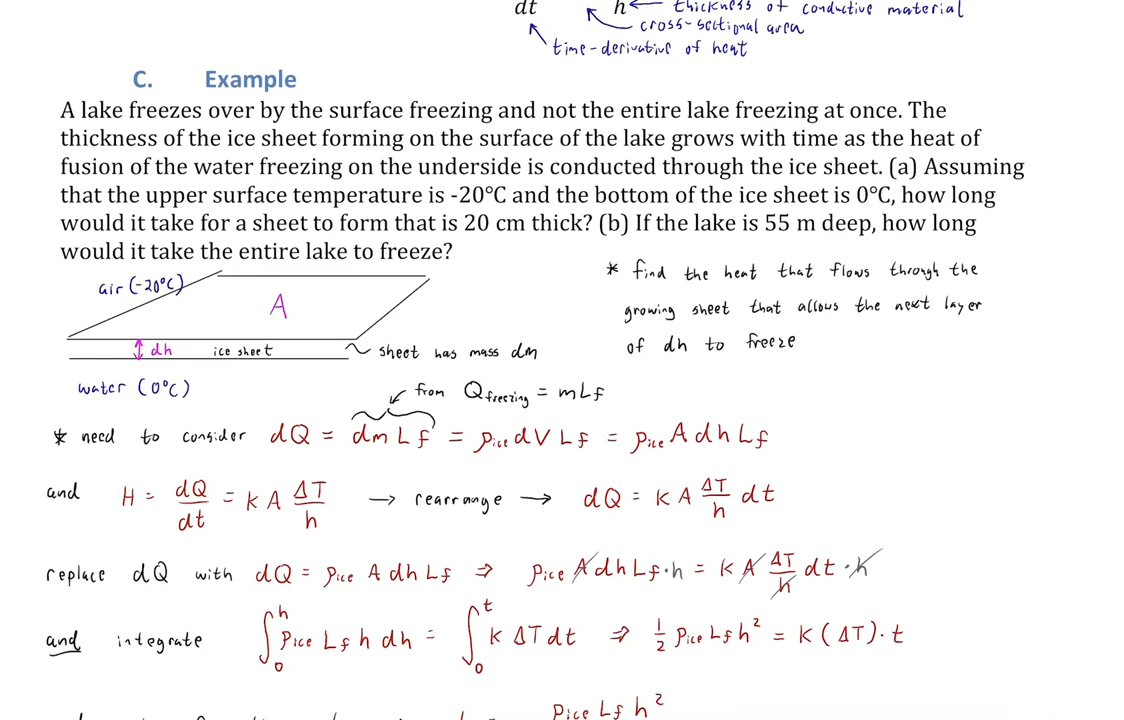 dt h ← thickness of conductive material
cross-sectional area
time-derivative of heat
C. Example
A lake freezes over by the surface freezing and not the entire lake freezing at once. The
thickness of the ice sheet forming on the surface of the lake grows with time as the heat of
fusion of the water freezing on the underside is conducted through the ice sheet. (a) Assuming
that the upper surface temperature is -20°C and the bottom of the ice sheet is 0°C, how long
would it take for a sheet to form that is 20 cm thick? (b) If the lake is 55 m deep, how long
would it take the entire lake to freeze?
air (-20°C)
A
dh ice sheet
sheet has mass dm
water (0°C)
* find the heat that flows through the
growing sheet that allows the next layer
of dh to freeze
from Q freezing = mLf
* need to consider dQ = dm Lf = ρice dV Lf = ρice A dh Lf
and H = dQ/dt = k A ΔT/h → rearrange → dQ = k A ΔT/h dt
replace dQ with dQ = ρice A dh Lf ⇒ ρice A dh Lf · h = k A ΔT/h dt · h
and integrate ∫₀ʰ ρice Lf h dh = ∫₀ᵗ k ΔT dt ⇒ ½ ρice Lf h² = k (ΔT) · t
ρice Lf h²